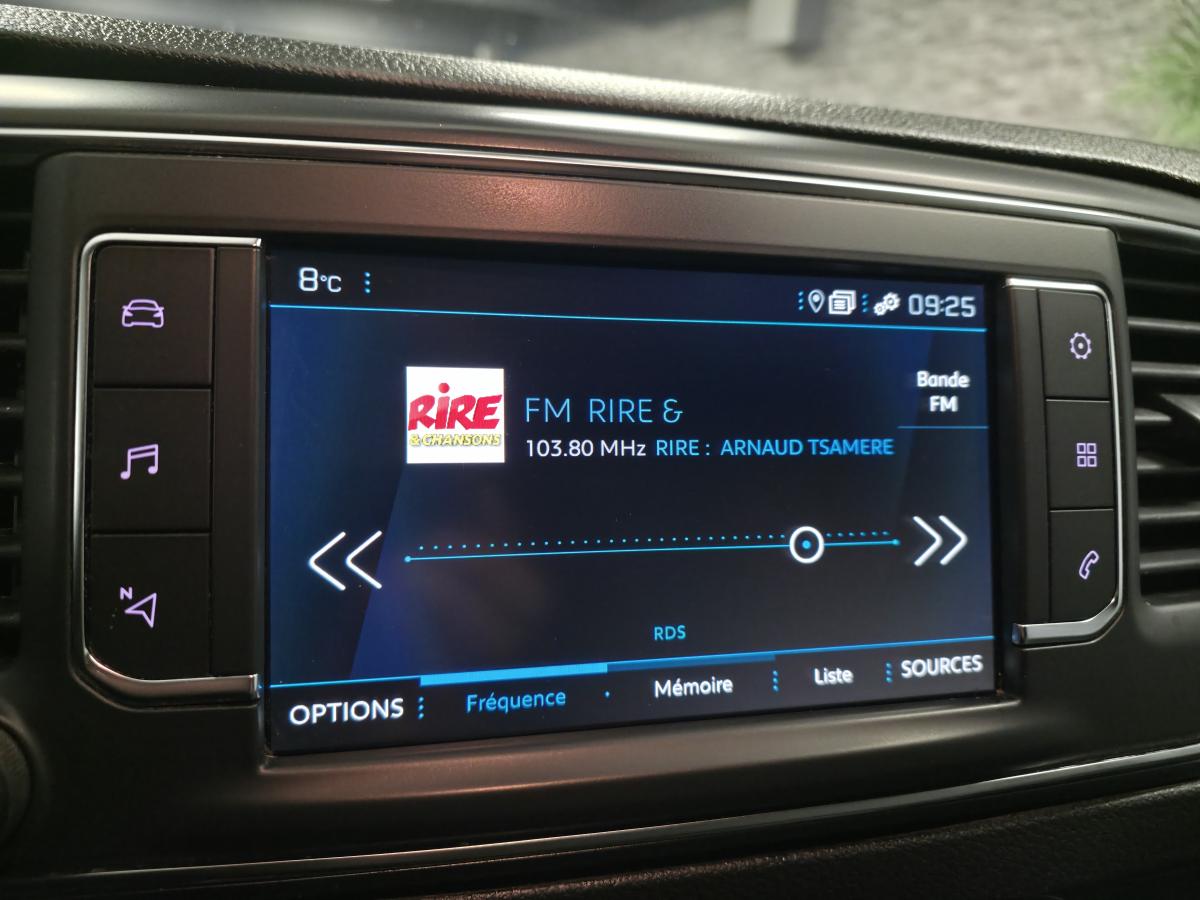 8°C
09:25
RIRE
& CHANSONS
FM RIRE &
103.80 MHz RIRE : ARNAUD TSAMERE
Bande
FM
N
RDS
OPTIONS Fréquence Mémoire Liste SOURCES